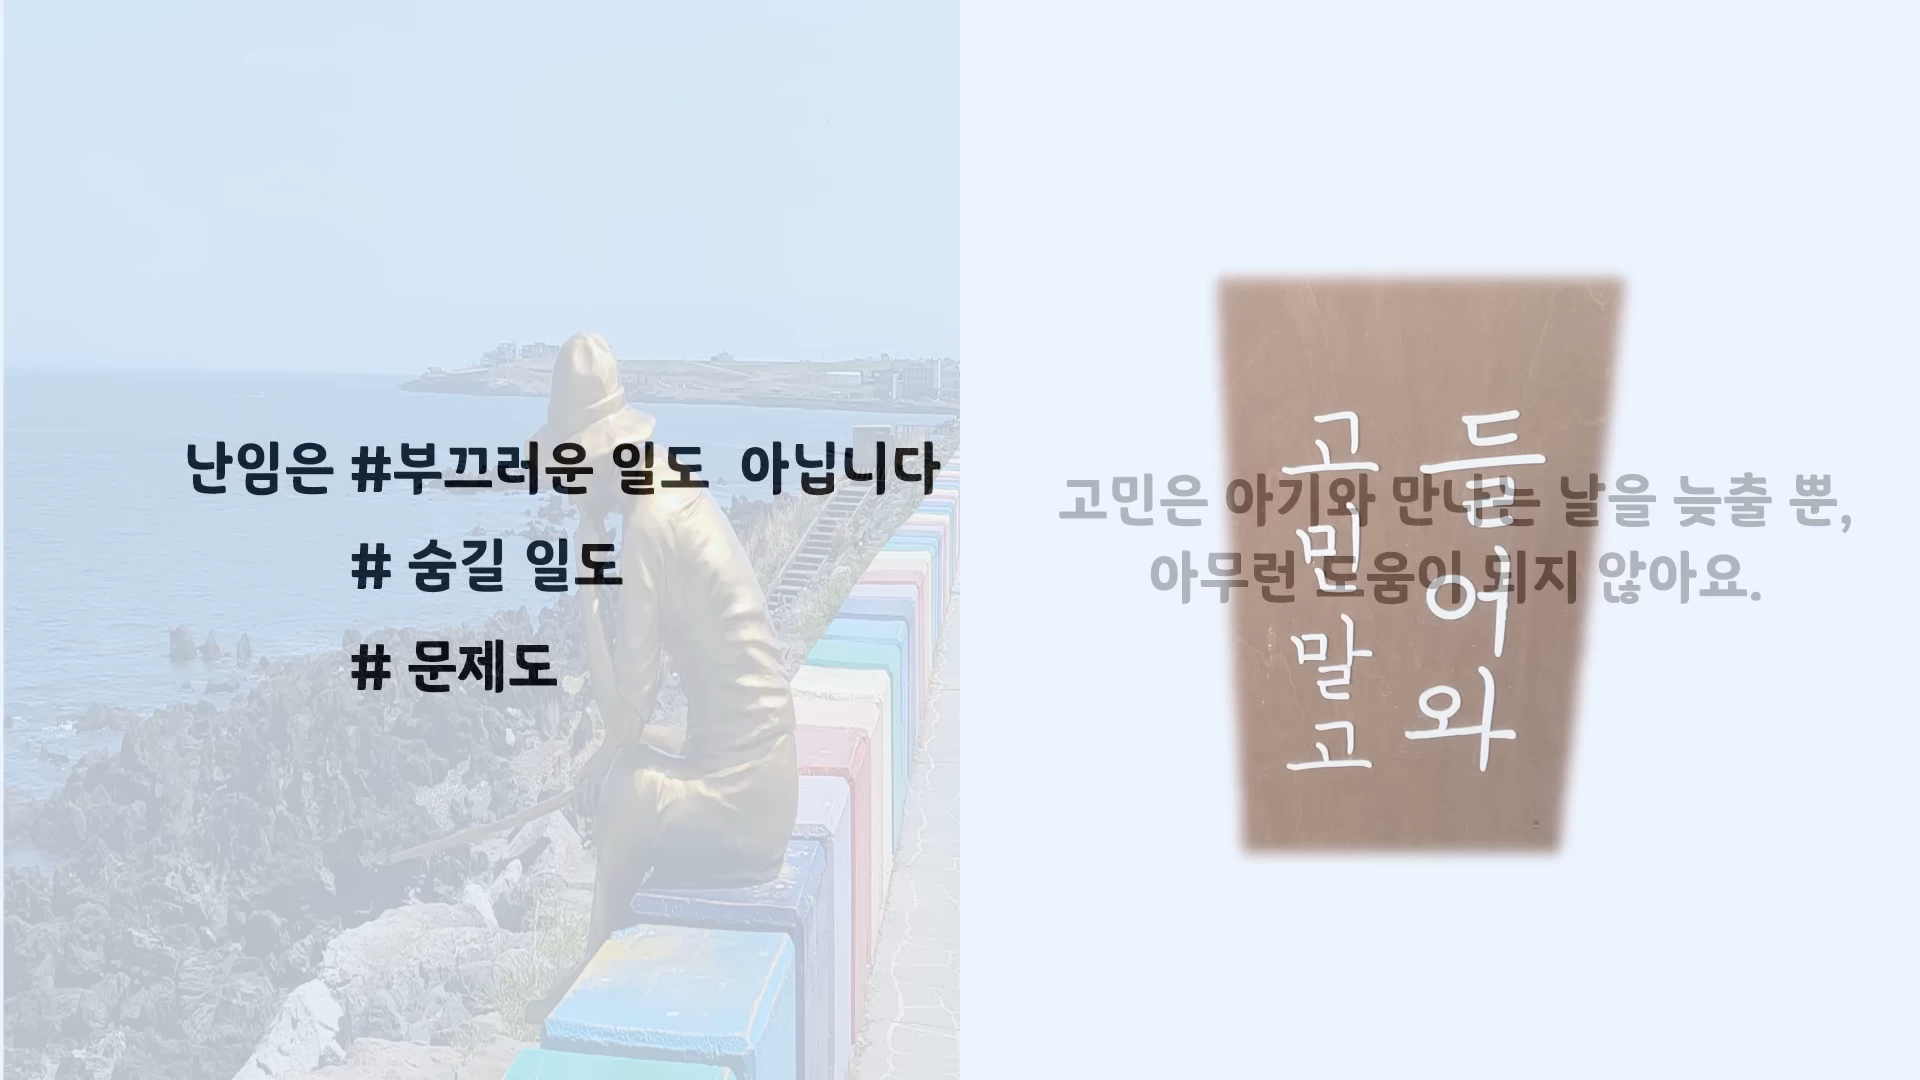 난임은 #부끄러운 일도 아닙니다
# 숨길 일도
# 문제도
고민은 아기와 만나는 날을 늦출 뿐,
아무런 도움이 되지 않아요.
고민말고
들어와